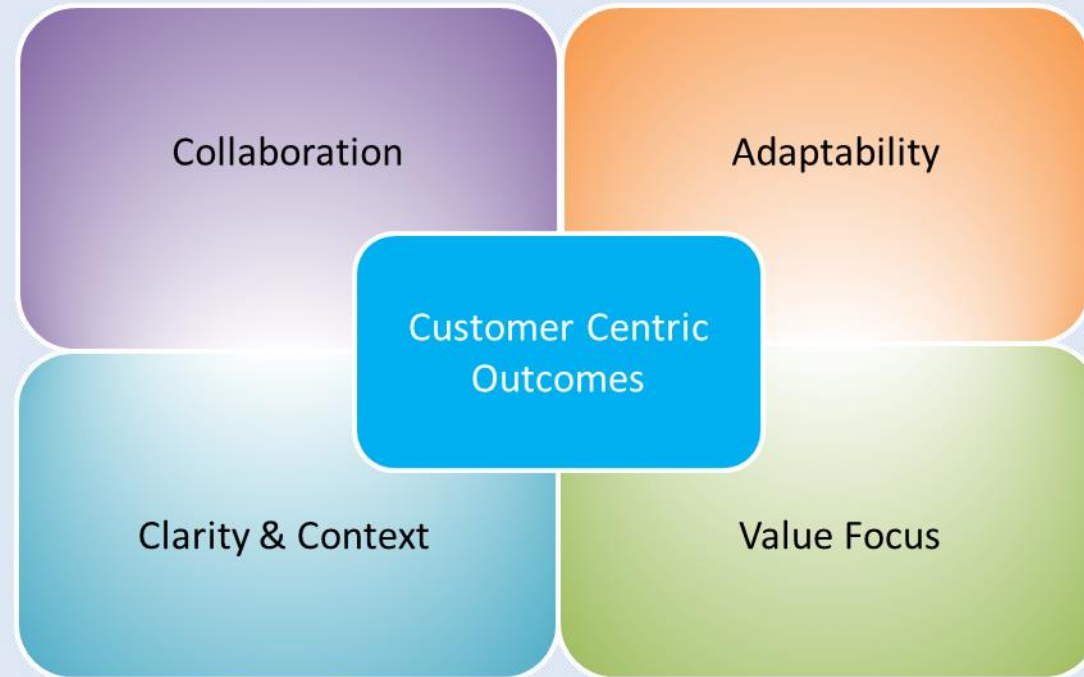 Collaboration
Adaptability
Customer Centric
Outcomes
Clarity & Context
Value Focus